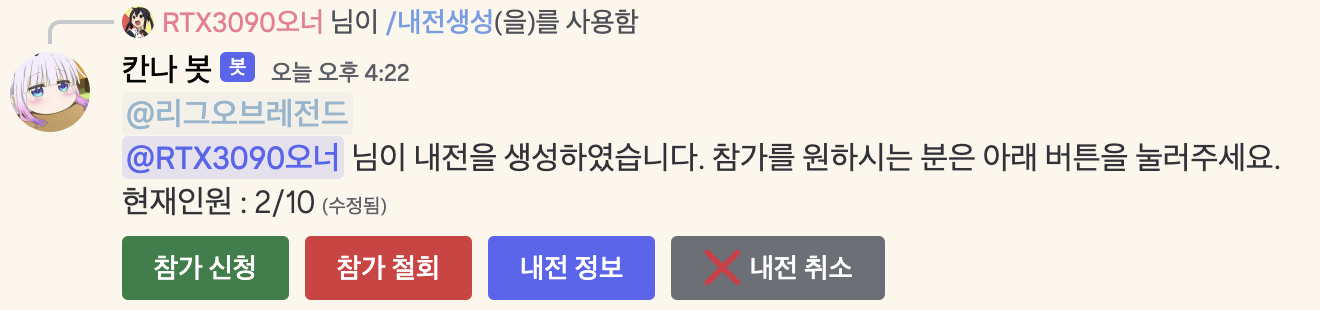 RTX3090오너 님이 /내전생성(을)를 사용함
칸나 봇 봇 오늘 오후 4:22
@리그오브레전드
@RTX3090오너 님이 내전을 생성하였습니다. 참가를 원하시는 분은 아래 버튼을 눌러주세요.
현재인원 : 2/10 (수정됨)
참가 신청 참가 철회 내전 정보 ❌ 내전 취소